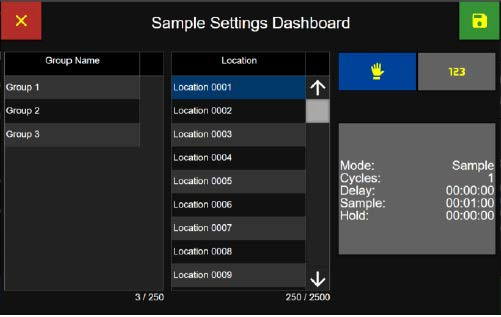 Sample Settings Dashboard
Group Name
Group 1
Group 2
Group 3
3 / 250
Location
Location 0001
Location 0002
Location 0003
Location 0004
Location 0005
Location 0006
Location 0007
Location 0008
Location 0009
250 / 2500
123
Mode: Sample
Cycles: 1
Delay: 00:00:00
Sample: 00:01:00
Hold: 00:00:00